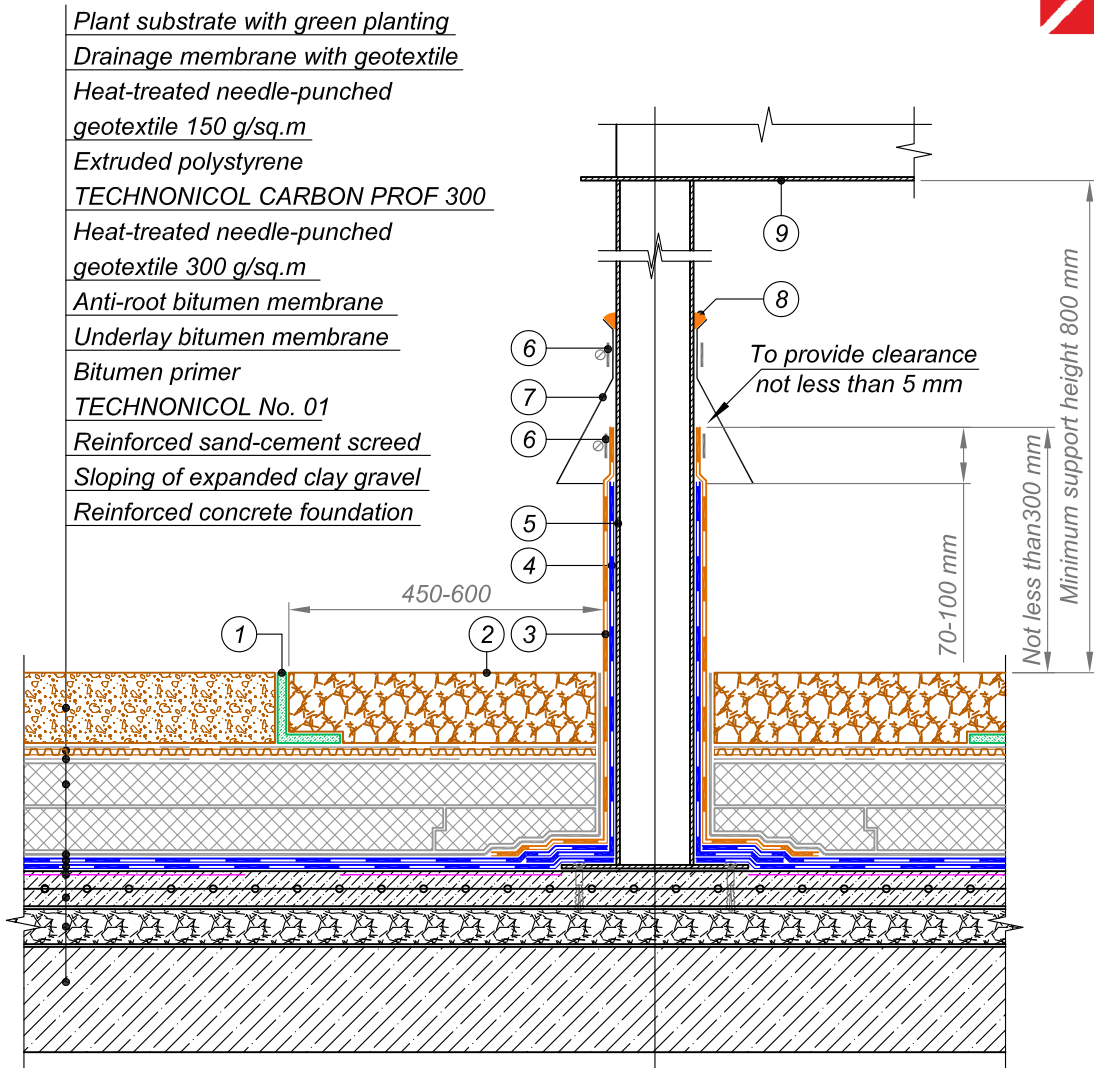 Plant substrate with green planting
Drainage membrane with geotextile
Heat-treated needle-punched
geotextile 150 g/sq.m
Extruded polystyrene
TECHNONICOL CARBON PROF 300
Heat-treated needle-punched
geotextile 300 g/sq.m
Anti-root bitumen membrane
Underlay bitumen membrane
Bitumen primer
TECHNONICOL No. 01
Reinforced sand-cement screed
Sloping of expanded clay gravel
Reinforced concrete foundation
9
8
6
7
6
5
4
To provide clearance
not less than 5 mm
450-600
1
2
3
70-100 mm
Not less than300 mm
Minimum support height 800 mm